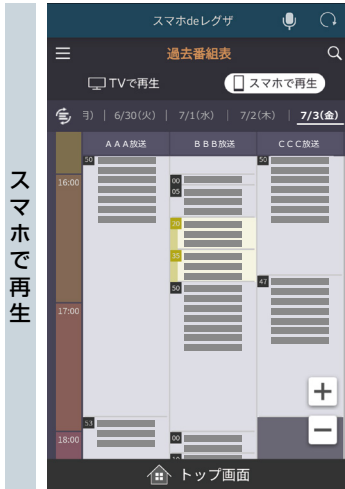 スマホで再生
スマホdeレグザ
過去番組表
TVで再生
スマホで再生
月) | 6/30(火) | 7/1(水) | 7/2(木) | 7/3(金)
AAA放送 BBB放送 CCC放送
50 50
16:00 00
05
20
35
47
50
17:00
53
18:00 00
10
+
−
トップ画面